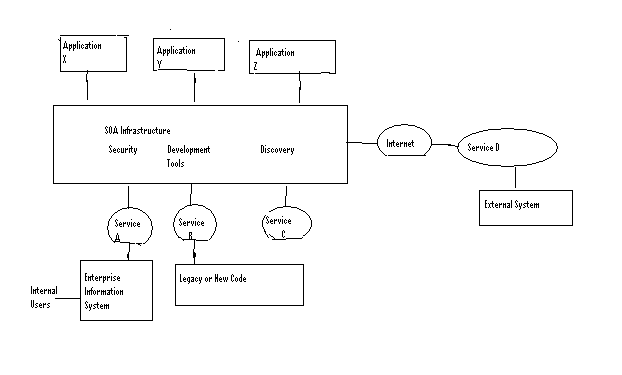 Application
X
Application
Y
Application
Z
SOA Infrastructure
Security
Development
Tools
Discovery
Internet
Service D
External System
Service
A
Service
B
Service
C
Enterprise
Information
System
Legacy or New Code
Internal
Users